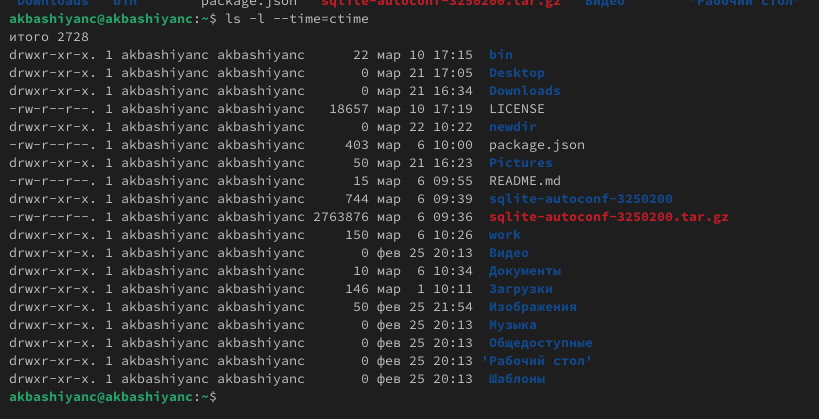 Downloads bin package.json sqlite-autoconf-3250200.tar.gz Видео 'Рабочий стол'
akbashiyanc@akbashiyanc:~$ ls -l --time=ctime
итого 2728
drwxr-xr-x. 1 akbashiyanc akbashiyanc 22 мар 10 17:15 bin
drwxr-xr-x. 1 akbashiyanc akbashiyanc 0 мар 21 17:05 Desktop
drwxr-xr-x. 1 akbashiyanc akbashiyanc 0 мар 21 16:34 Downloads
-rw-r--r--. 1 akbashiyanc akbashiyanc 18657 мар 10 17:19 LICENSE
drwxr-xr-x. 1 akbashiyanc akbashiyanc 0 мар 22 10:22 newdir
-rw-r--r--. 1 akbashiyanc akbashiyanc 403 мар 6 10:00 package.json
drwxr-xr-x. 1 akbashiyanc akbashiyanc 50 мар 21 16:23 Pictures
-rw-r--r--. 1 akbashiyanc akbashiyanc 15 мар 6 09:55 README.md
drwxr-xr-x. 1 akbashiyanc akbashiyanc 744 мар 6 09:39 sqlite-autoconf-3250200
-rw-r--r--. 1 akbashiyanc akbashiyanc 2763876 мар 6 09:36 sqlite-autoconf-3250200.tar.gz
drwxr-xr-x. 1 akbashiyanc akbashiyanc 150 мар 6 10:26 work
drwxr-xr-x. 1 akbashiyanc akbashiyanc 0 фев 25 20:13 Видео
drwxr-xr-x. 1 akbashiyanc akbashiyanc 10 мар 6 10:34 Документы
drwxr-xr-x. 1 akbashiyanc akbashiyanc 146 мар 1 10:11 Загрузки
drwxr-xr-x. 1 akbashiyanc akbashiyanc 50 фев 25 21:54 Изображения
drwxr-xr-x. 1 akbashiyanc akbashiyanc 0 фев 25 20:13 Музыка
drwxr-xr-x. 1 akbashiyanc akbashiyanc 0 фев 25 20:13 Общедоступные
drwxr-xr-x. 1 akbashiyanc akbashiyanc 0 фев 25 20:13 'Рабочий стол'
drwxr-xr-x. 1 akbashiyanc akbashiyanc 0 фев 25 20:13 Шаблоны
akbashiyanc@akbashiyanc:~$